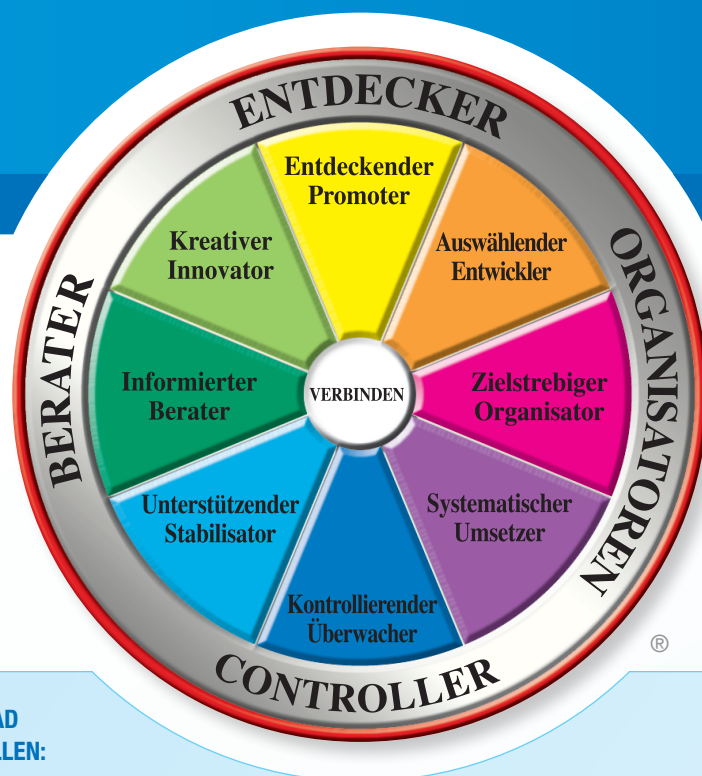 ENTDECKER
Entdeckender
Promoter
Kreativer
Innovator
Auswählender
Entwickler
ORGANISATOREN
BERATER
Informierter
Berater
VERBINDEN
Zielstrebiger
Organisator
Unterstützender
Stabilisator
Systematischer
Umsetzer
Kontrollierender
Überwacher
CONTROLLER
®
AD
LLEN: